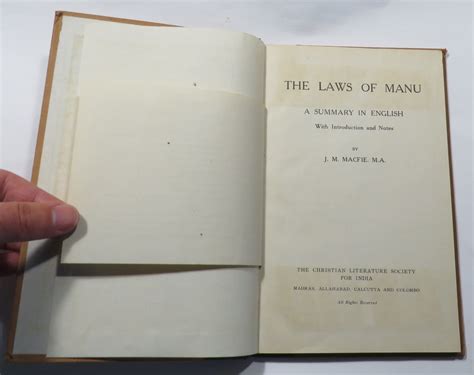 THE LAWS OF MANU
A SUMMARY IN ENGLISH
With Introduction and Notes
BY
J. M. MACFIE, M.A.
THE CHRISTIAN LITERATURE SOCIETY
FOR INDIA
MADRAS, ALLAHABAD, CALCUTTA AND COLOMBO
All Rights Reserved